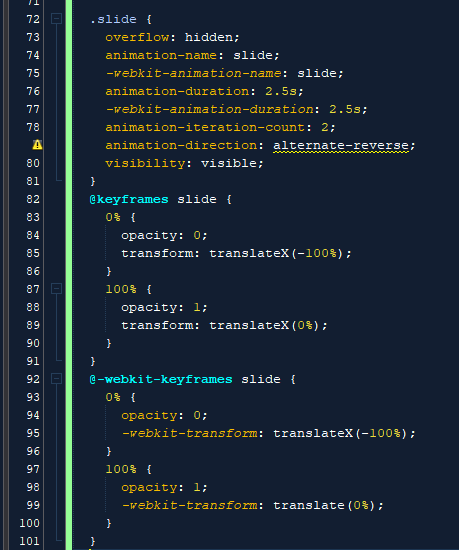 71
72 .slide {
73 overflow: hidden;
74 animation-name: slide;
75 -webkit-animation-name: slide;
76 animation-duration: 2.5s;
77 -webkit-animation-duration: 2.5s;
78 animation-iteration-count: 2;
animation-direction: alternate-reverse;
80 visibility: visible;
81 }
82 @keyframes slide {
83 0% {
84 opacity: 0;
85 transform: translateX(-100%);
86 }
87 100% {
88 opacity: 1;
89 transform: translateX(0%);
90 }
91 }
92 @-webkit-keyframes slide {
93 0% {
94 opacity: 0;
95 -webkit-transform: translateX(-100%);
96 }
97 100% {
98 opacity: 1;
99 -webkit-transform: translate(0%);
100 }
101 }